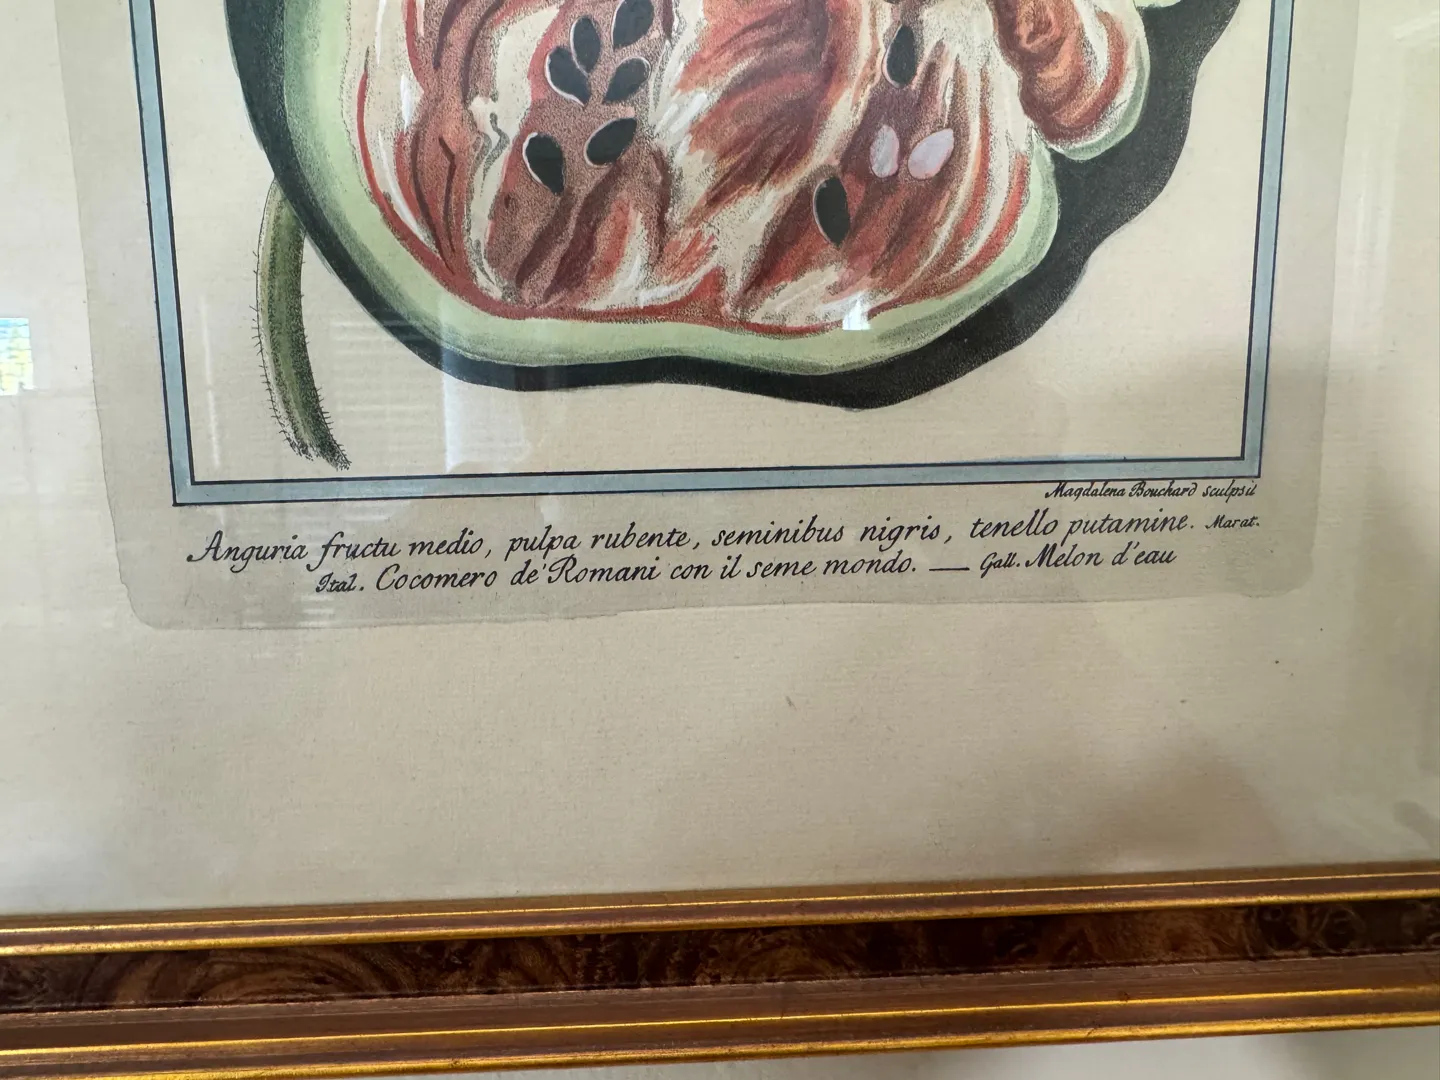 Magdalena Bouchard sculpsit
Anguria fructu medio, pulpa rubente, seminibus nigris, tenello putamine. Marat.
Ital. Cocomero de' Romani con il seme mondo. — Gall. Melon d'eau